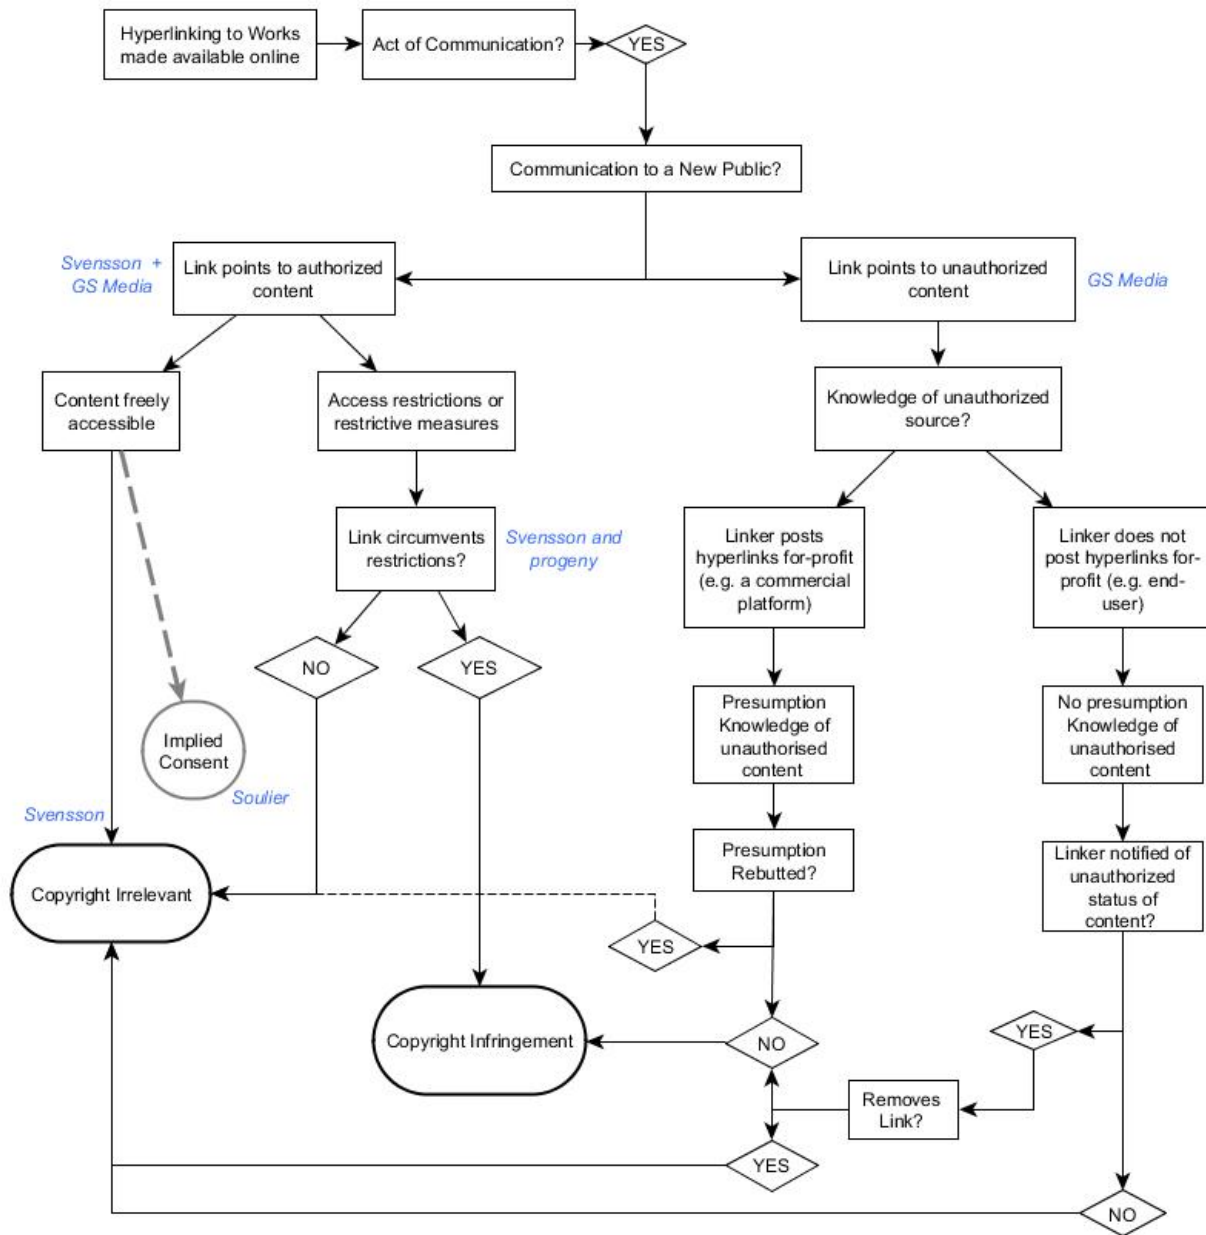 Hyperlinking to Works
made available online
Act of Communication?
YES
Communication to a New Public?
Svensson +
GS Media
Link points to authorized
content
Link points to unauthorized
content
GS Media
Content freely
accessible
Access restrictions or
restrictive measures
Knowledge of unauthorized
source?
Link circumvents
restrictions?
Svensson and
progeny
Linker posts
hyperlinks for-profit
(e.g. a commercial
platform)
Linker does not
post hyperlinks for-
profit (e.g. end-
user)
NO
YES
Presumption
Knowledge of
unauthorised
content
No presumption
Knowledge of
unauthorised
content
Implied
Consent
Soulier
Svensson
Presumption
Rebutted?
Linker notified of
unauthorized
status of
content?
Copyright Irrelevant
YES
Copyright Infringement
NO
YES
Removes
Link?
YES
NO